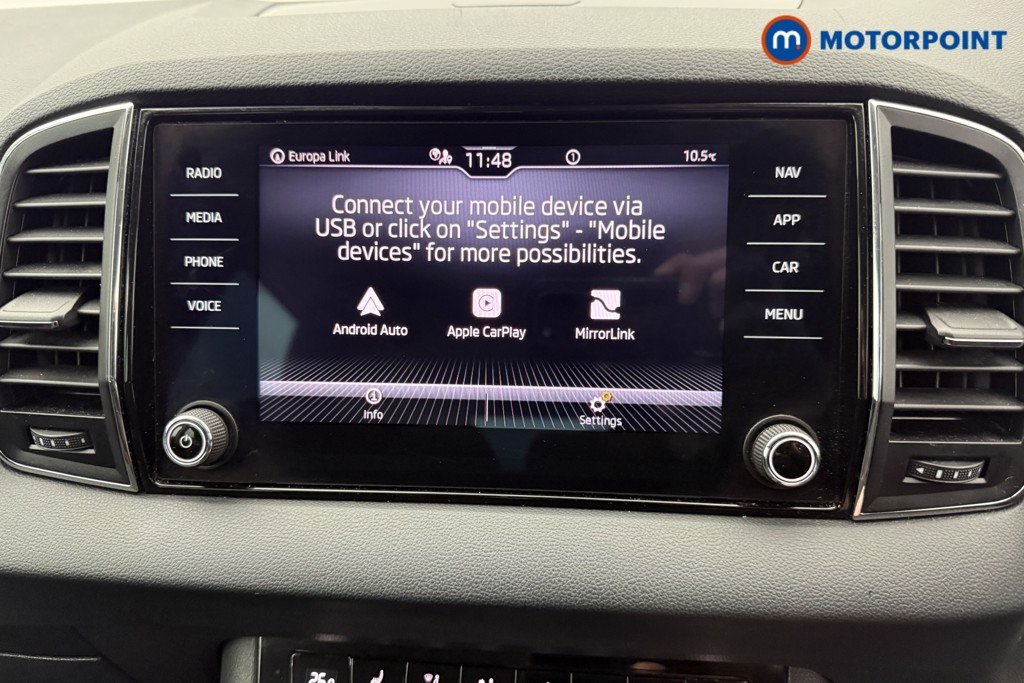 m MOTORPOINT
Europa Link
11:48
1
10.5°C
RADIO
MEDIA
PHONE
VOICE
Connect your mobile device via
USB or click on "Settings" - "Mobile
devices" for more possibilities.
Android Auto
Apple CarPlay
MirrorLink
Info
Settings
NAV
APP
CAR
MENU